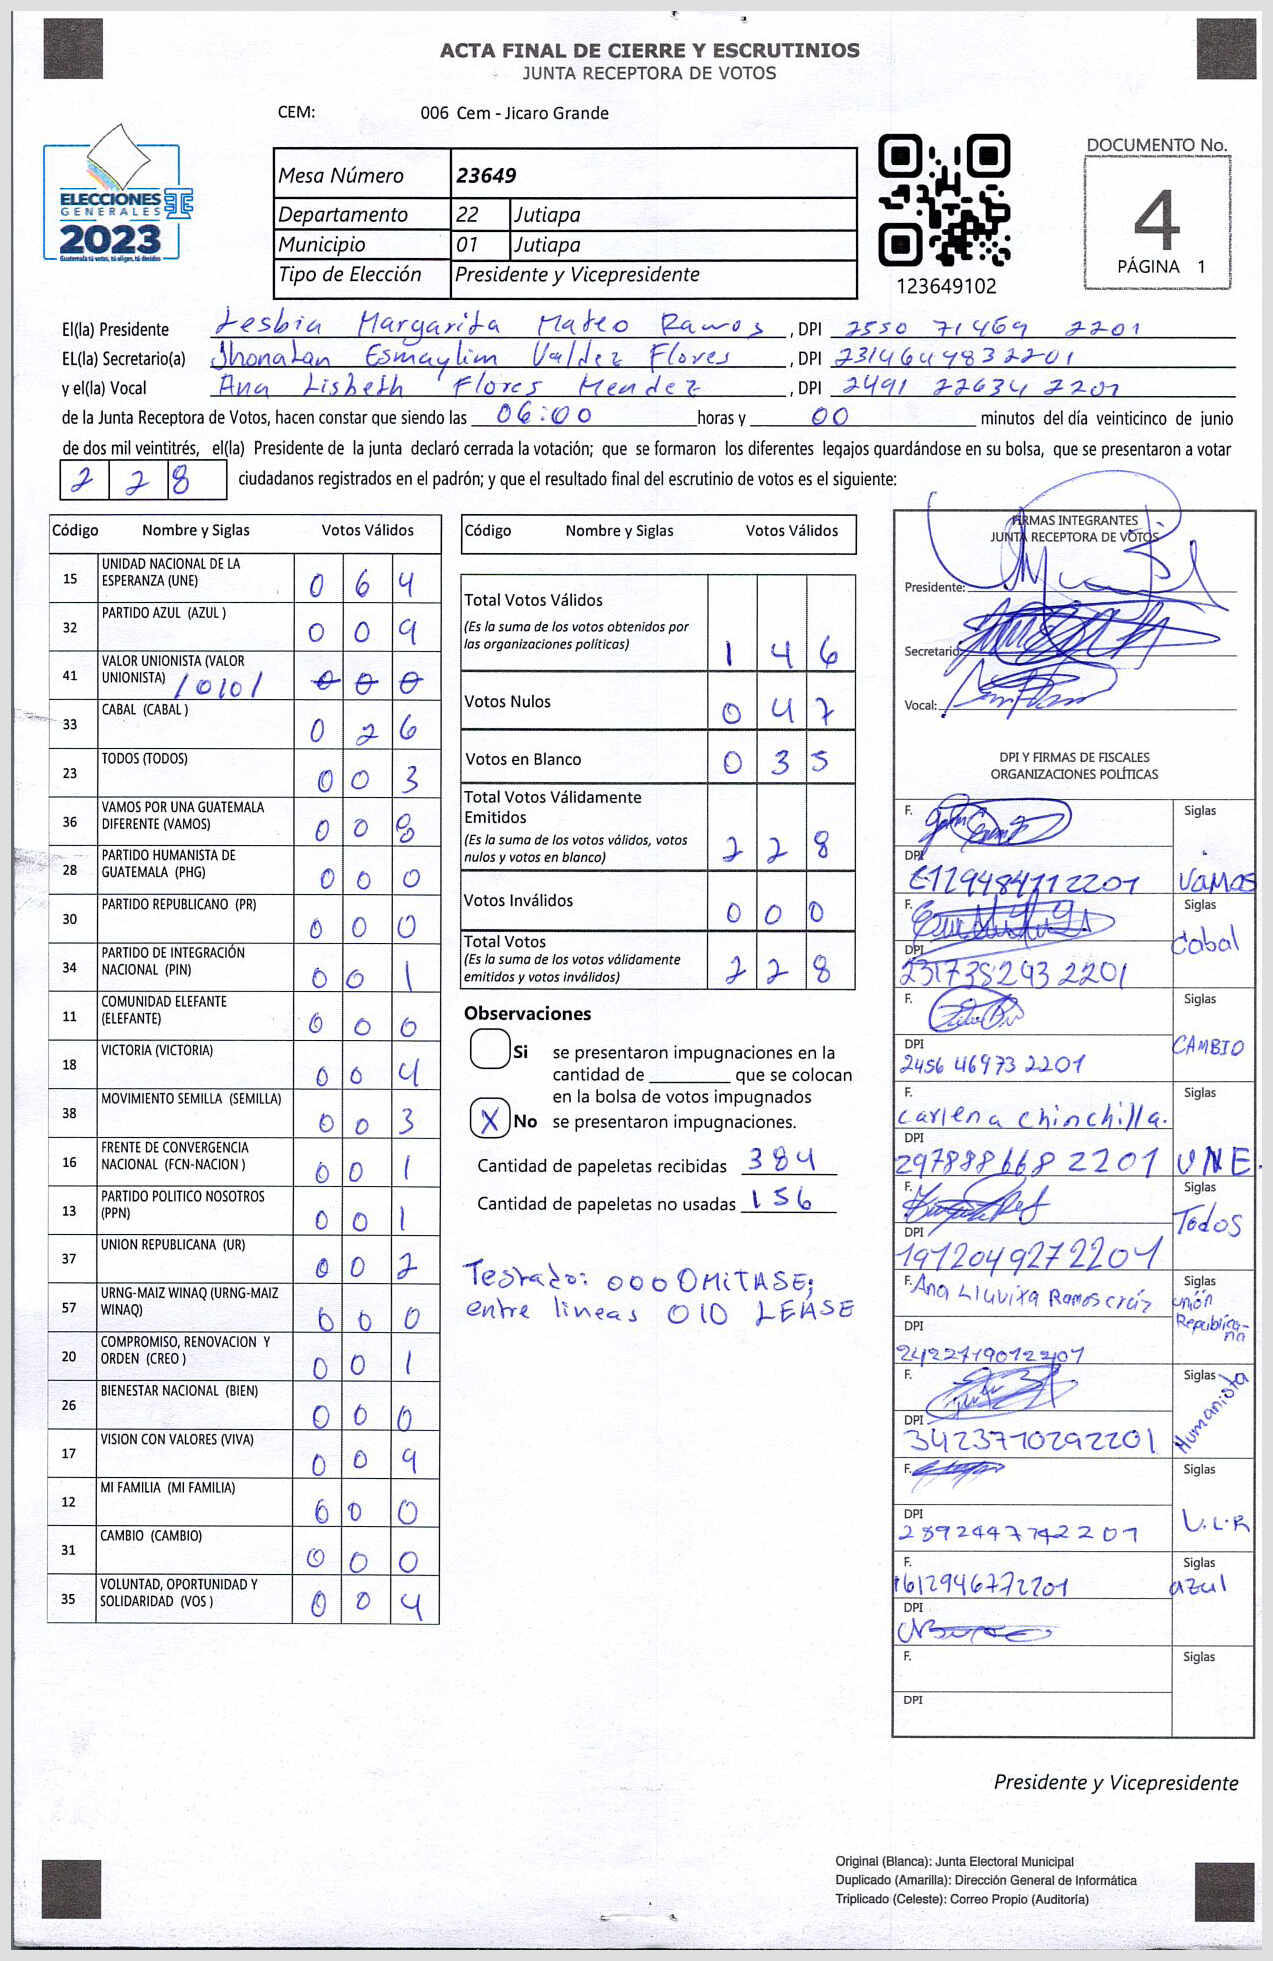 ACTA FINAL DE CIERRE Y ESCRUTINIOS
JUNTA RECEPTORA DE VOTOS
CEM: 006 Cem - Jicaro Grande
ELECCIONES
GENERALES
2023
Guatemala tú votas, tú eliges, tú decides
Mesa Número 23649
Departamento 22 Jutiapa
Municipio 01 Jutiapa
Tipo de Elección Presidente y Vicepresidente
123649102
DOCUMENTO No.
4
PÁGINA 1
El(la) Presidente Lesbia Margarita Mateo Ramos, DPI 2550 71469 2201
EL(la) Secretario(a) Jhonatan Esmaylim Valdez Flores, DPI 2314648832201
y el(la) Vocal Ana Lisbeth Flores Mendez, DPI 2491 22634 2201
de la Junta Receptora de Votos, hacen constar que siendo las 06:00 horas y 00 minutos del día veinticinco de junio
de dos mil veintitrés, el(la) Presidente de la junta declaró cerrada la votación; que se formaron los diferentes legajos guardándose en su bolsa, que se presentaron a votar
2 2 8 ciudadanos registrados en el padrón; y que el resultado final del escrutinio de votos es el siguiente:
Código Nombre y Siglas Votos Válidos
15 UNIDAD NACIONAL DE LA
ESPERANZA (UNE) 0 6 4
32 PARTIDO AZUL (AZUL ) 0 0 9
41 VALOR UNIONISTA (VALOR
UNIONISTA) /010/ 0 0 0
33 CABAL (CABAL ) 0 2 6
23 TODOS (TODOS) 0 0 3
36 VAMOS POR UNA GUATEMALA
DIFERENTE (VAMOS) 0 0 8
28 PARTIDO HUMANISTA DE
GUATEMALA (PHG) 0 0 0
30 PARTIDO REPUBLICANO (PR) 0 0 0
34 PARTIDO DE INTEGRACIÓN
NACIONAL (PIN) 0 0 1
11 COMUNIDAD ELEFANTE
(ELEFANTE) 0 0 0
18 VICTORIA (VICTORIA) 0 0 4
38 MOVIMIENTO SEMILLA (SEMILLA) 0 0 3
16 FRENTE DE CONVERGENCIA
NACIONAL (FCN-NACION ) 0 0 1
13 PARTIDO POLITICO NOSOTROS
(PPN) 0 0 1
37 UNION REPUBLICANA (UR) 0 0 2
57 URNG-MAIZ WINAQ (URNG-MAIZ
WINAQ) 0 0 0
20 COMPROMISO, RENOVACION Y
ORDEN (CREO ) 0 0 1
26 BIENESTAR NACIONAL (BIEN) 0 0 0
17 VISION CON VALORES (VIVA) 0 0 9
12 MI FAMILIA (MI FAMILIA) 0 0 0
31 CAMBIO (CAMBIO) 0 0 0
35 VOLUNTAD, OPORTUNIDAD Y
SOLIDARIDAD (VOS ) 0 0 4
Código Nombre y Siglas Votos Válidos
Total Votos Válidos
(Es la suma de los votos obtenidos por
las organizaciones politicas) 1 4 6
Votos Nulos 0 4 7
Votos en Blanco 0 3 5
Total Votos Válidamente
Emitidos
(Es la suma de los votos válidos, votos
nulos y votos en blanco) 2 2 8
Votos Inválidos 0 0 0
Total Votos
(Es la suma de los votos válidamente
emitidos y votos inválidos) 2 2 8
Observaciones
Si se presentaron impugnaciones en la
cantidad de ________ que se colocan
en la bolsa de votos impugnados
X No se presentaron impugnaciones.
Cantidad de papeletas recibidas 384
Cantidad de papeletas no usadas 156
Testado: 000 OMITASE;
entre lineas 010 LEASE
FIRMAS INTEGRANTES
JUNTA RECEPTORA DE VOTOS
Presidente:
Secretario:
Vocal:
DPI Y FIRMAS DE FISCALES
ORGANIZACIONES POLÍTICAS
F. Siglas
DPI
VAMOS
F. Siglas
Cabal
DPI
2317352932201
F. Siglas
DPI CAMBIO
2456 46973 2201
F. Siglas
Carlena Chinchilla.
DPI
297888668 2201 UNE
F. Siglas
Todos
DPI
1912049272201
F. Ana Lluvixa Ramos Cruz Siglas
unión
Republicana
DPI
2422719012201
F. Siglas
Humanista
DPI
3423710292201
F. Siglas
DPI
2892447742201 V.L.R
F. Siglas
1612946772201 azul
DPI
F. Siglas
DPI
Presidente y Vicepresidente
Original (Blanca): Junta Electoral Municipal
Duplicado (Amarilla): Dirección General de Informática
Triplicado (Celeste): Correo Propio (Auditoría)